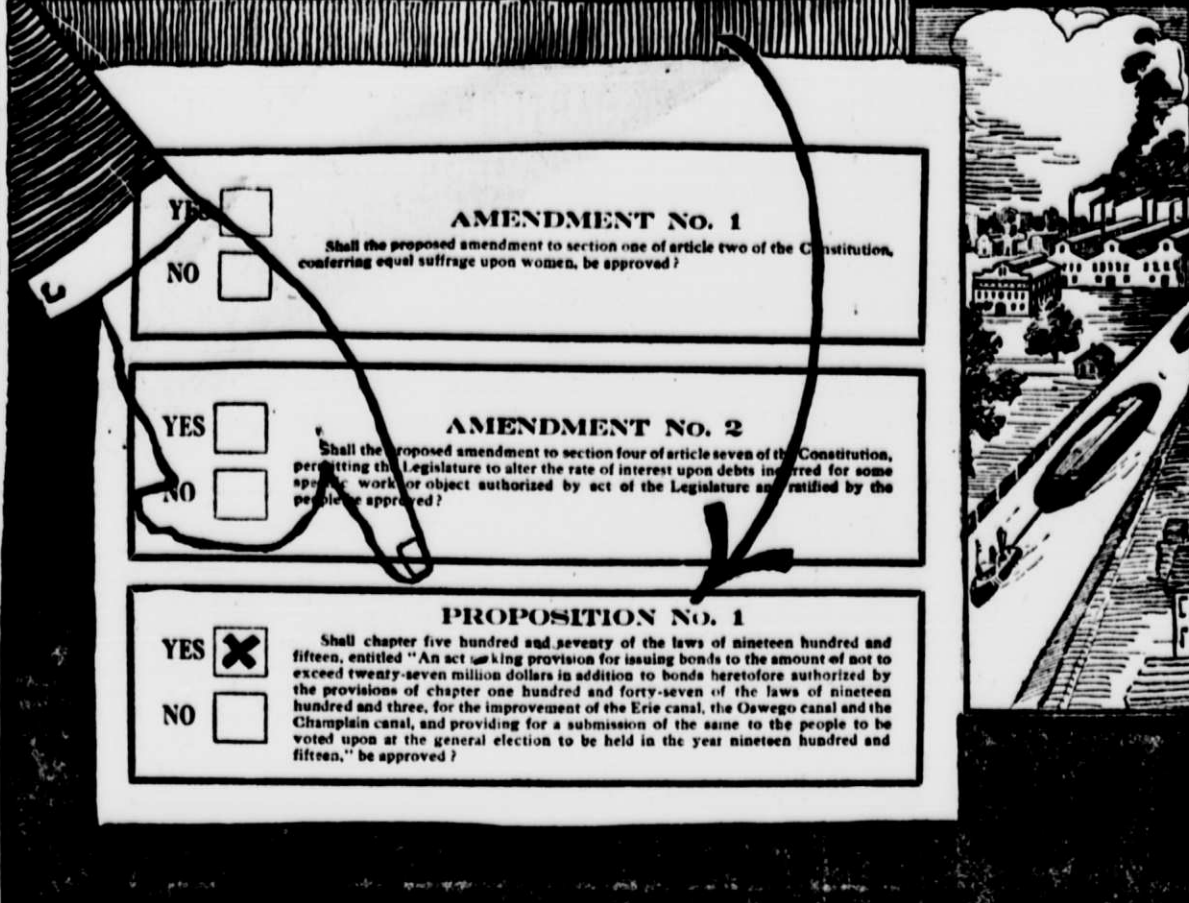 YES
AMENDMENT No. 1
Shall the proposed amendment to section one of article two of the Constitution,
conferring equal suffrage upon women, be approved?
NO
YES
AMENDMENT No. 2
Shall the proposed amendment to section four of article seven of the Constitution,
permitting the Legislature to alter the rate of interest upon debts incurred for some
specific work or object authorized by act of the Legislature and ratified by the
people be approved?
NO
PROPOSITION No. 1
YES
Shall chapter five hundred and seventy of the laws of nineteen hundred and
fifteen, entitled "An act making provision for issuing bonds to the amount of not to
exceed twenty-seven million dollars in addition to bonds heretofore authorized by
the provisions of chapter one hundred and forty-seven of the laws of nineteen
hundred and three, for the improvement of the Erie canal, the Oswego canal and the
Champlain canal, and providing for a submission of the same to the people to be
voted upon at the general election to be held in the year nineteen hundred and
fifteen," be approved?
NO